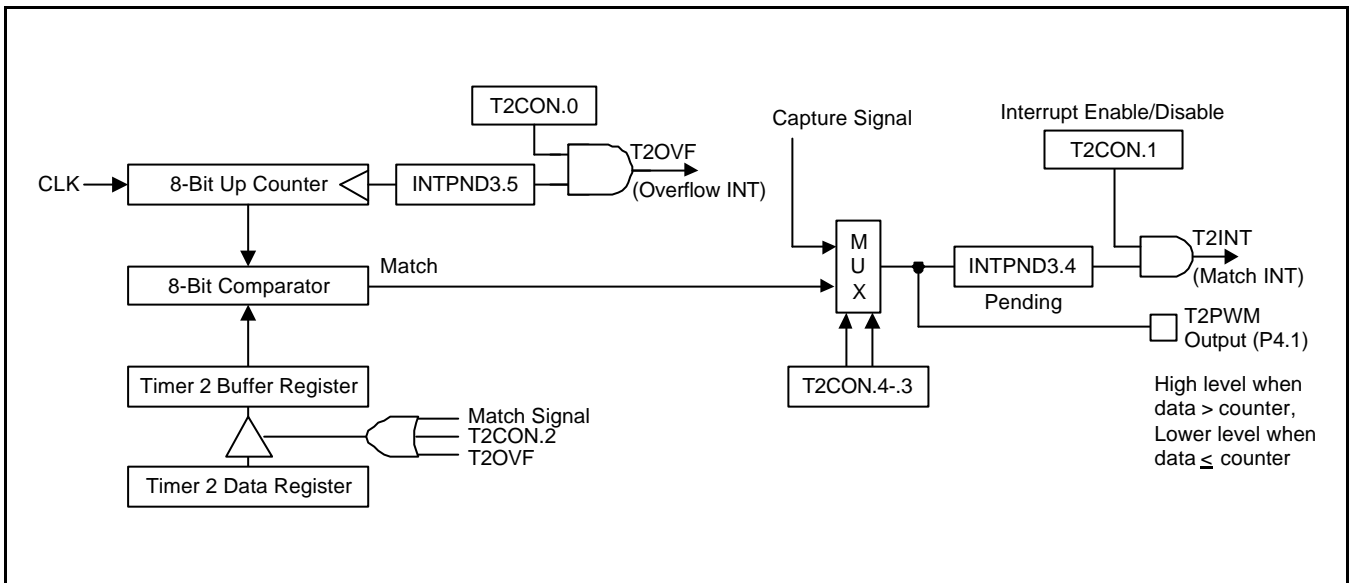 T2CON.0
Capture Signal
Interrupt Enable/Disable
T2CON.1
T2OVF
(Overflow INT)
CLK
8-Bit Up Counter
INTPND3.5
M
U
X
T2INT
(Match INT)
INTPND3.4
Pending
Match
8-Bit Comparator
T2PWM
Output (P4.1)
Timer 2 Buffer Register
T2CON.4-.3
High level when
data > counter,
Lower level when
data ≤ counter
Match Signal
T2CON.2
T2OVF
Timer 2 Data Register